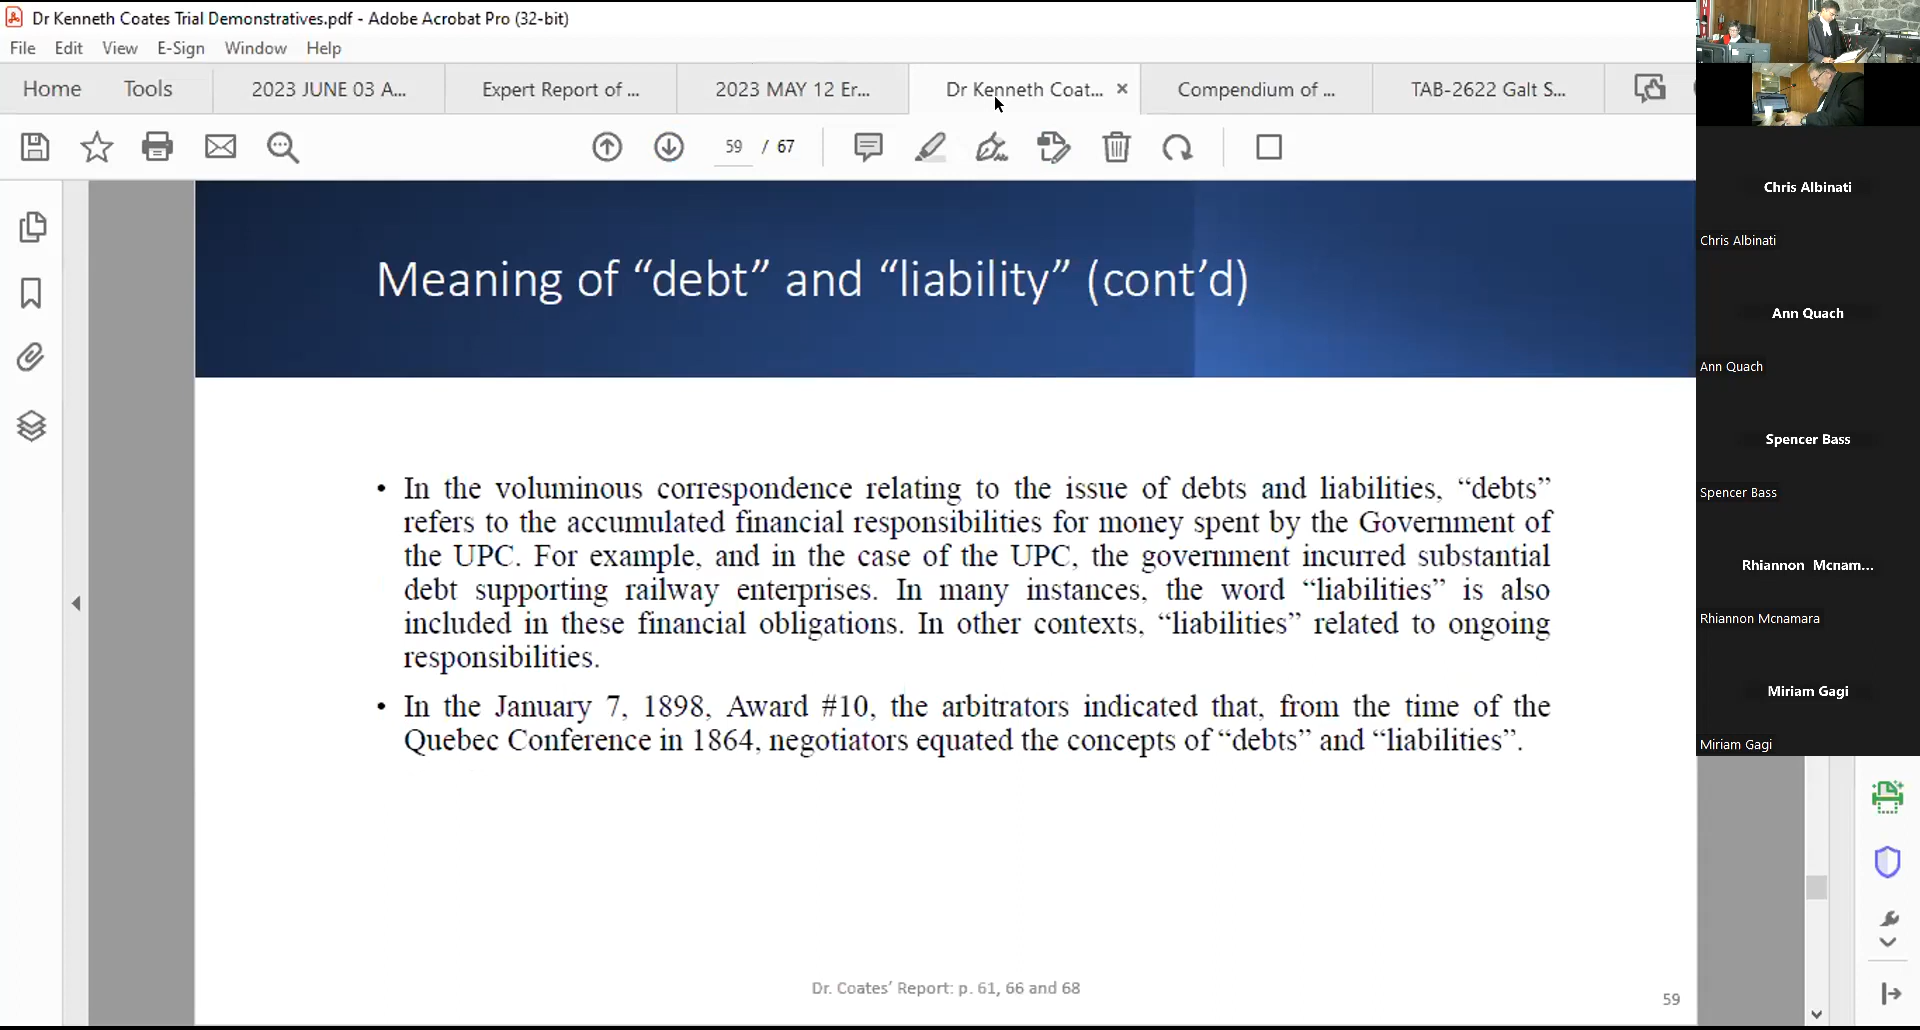 Dr Kenneth Coates Trial Demonstratives.pdf - Adobe Acrobat Pro (32-bit)
File Edit View E-Sign Window Help
Home Tools 2023 JUNE 03 A... Expert Report of ... 2023 MAY 12 Er... Dr Kenneth Coat... × Compendium of ... TAB-2622 Galt S...
59 / 67
Meaning of “debt” and “liability” (cont’d)
• In the voluminous correspondence relating to the issue of debts and liabilities, “debts”
refers to the accumulated financial responsibilities for money spent by the Government of
the UPC. For example, and in the case of the UPC, the government incurred substantial
debt supporting railway enterprises. In many instances, the word “liabilities” is also
included in these financial obligations. In other contexts, “liabilities” related to ongoing
responsibilities.
• In the January 7, 1898, Award #10, the arbitrators indicated that, from the time of the
Quebec Conference in 1864, negotiators equated the concepts of “debts” and “liabilities”.
Dr. Coates’ Report: p. 61, 66 and 68
59
Chris Albinati
Chris Albinati
Ann Quach
Ann Quach
Spencer Bass
Spencer Bass
Rhiannon Mcnam...
Rhiannon Mcnamara
Miriam Gagi
Miriam Gagi